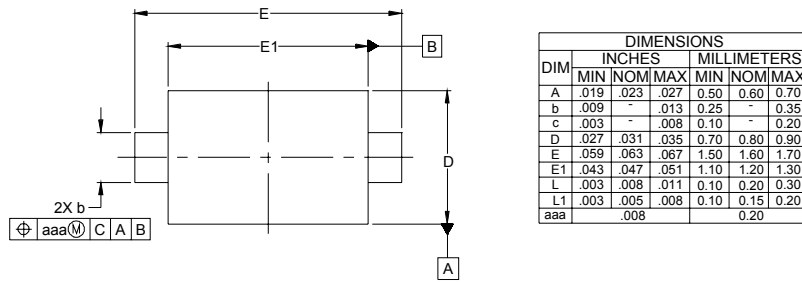 E
E1
B
D
2X b
⌖ aaaⓂ C A B
A
DIMENSIONS
DIM INCHES MILLIMETERS
MIN NOM MAX MIN NOM MAX
A .019 .023 .027 0.50 0.60 0.70
b .009 - .013 0.25 - 0.35
c .003 - .008 0.10 - 0.20
D .027 .031 .035 0.70 0.80 0.90
E .059 .063 .067 1.50 1.60 1.70
E1 .043 .047 .051 1.10 1.20 1.30
L .003 .008 .011 0.10 0.20 0.30
L1 .003 .005 .008 0.10 0.15 0.20
aaa .008 0.20